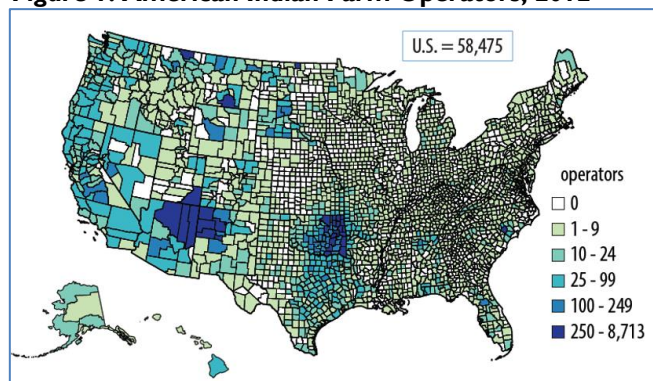 Figure 1: American Indian Farm Operators, 2012
U.S. = 58,475
operators
0
1 - 9
10 - 24
25 - 99
100 - 249
250 - 8,713